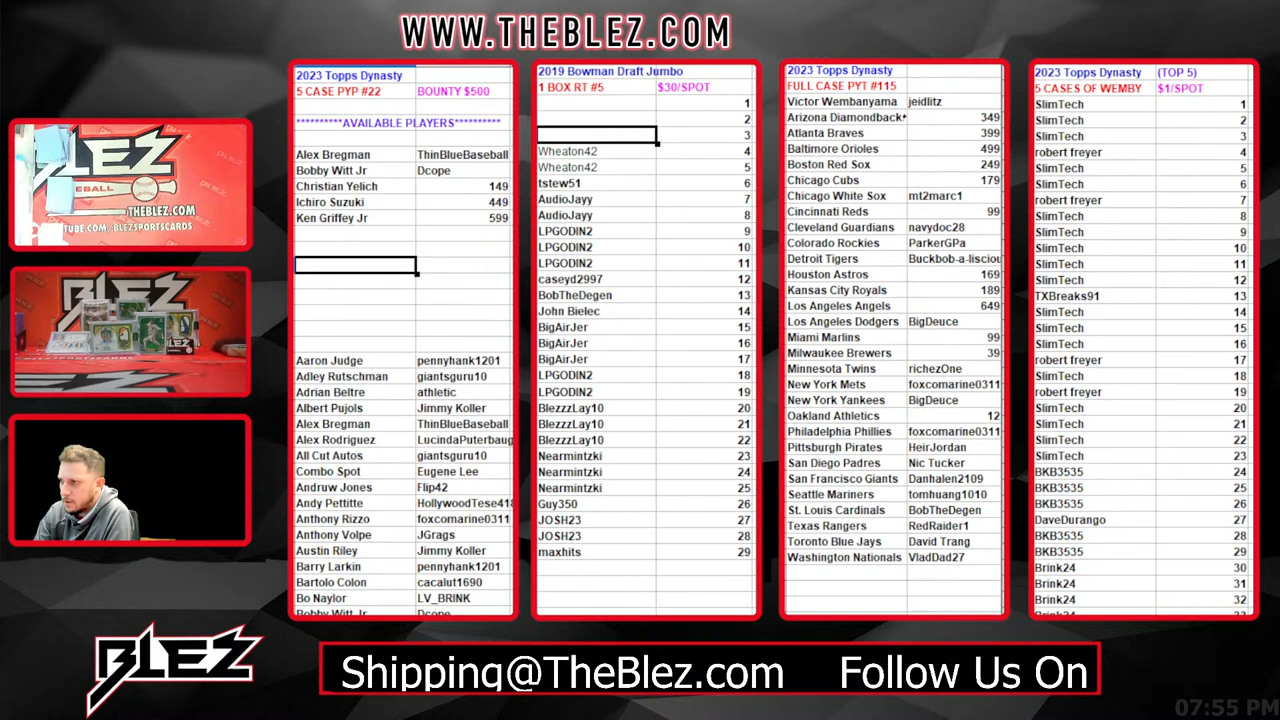 WWW.THEBLEZ.COM
2023 Topps Dynasty
5 CASE PYP #22 BOUNTY $500
**********AVAILABLE PLAYERS**********
Alex Bregman ThinBlueBaseball
Bobby Witt Jr Dcope
Christian Yelich 149
Ichiro Suzuki 449
Ken Griffey Jr 599
Aaron Judge pennyhank1201
Adley Rutschman giantsguru10
Adrian Beltre athletic
Albert Pujols Jimmy Koller
Alex Bregman ThinBlueBaseball
Alex Rodriguez LucindaPuterbaug
All Cut Autos giantsguru10
Combo Spot Eugene Lee
Andruw Jones Flip42
Andy Pettitte HollywoodTese418
Anthony Rizzo foxcomarine0311
Anthony Volpe JGrags
Austin Riley Jimmy Koller
Barry Larkin pennyhank1201
Bartolo Colon cacalut1690
Bo Naylor LV_BRINK
Bobby Witt Jr Dcope
2019 Bowman Draft Jumbo
1 BOX RT #5 $30/SPOT
1
2
3
Wheaton42 4
Wheaton42 5
tstew51 6
AudioJayy 7
AudioJayy 8
LPGODIN2 9
LPGODIN2 10
LPGODIN2 11
caseyd2997 12
BobTheDegen 13
John Bielec 14
BigAirJer 15
BigAirJer 16
BigAirJer 17
LPGODIN2 18
LPGODIN2 19
BlezzzLay10 20
BlezzzLay10 21
BlezzzLay10 22
Nearmintzki 23
Nearmintzki 24
Nearmintzki 25
Guy350 26
JOSH23 27
JOSH23 28
maxhits 29
2023 Topps Dynasty
FULL CASE PYT #115
Victor Wembanyama jeidlitz
Arizona Diamondback 349
Atlanta Braves 399
Baltimore Orioles 499
Boston Red Sox 249
Chicago Cubs 179
Chicago White Sox mt2marc1
Cincinnati Reds 99
Cleveland Guardians navydoc28
Colorado Rockies ParkerGPa
Detroit Tigers Buckbob-a-lisciou
Houston Astros 169
Kansas City Royals 189
Los Angeles Angels 649
Los Angeles Dodgers BigDeuce
Miami Marlins 99
Milwaukee Brewers 39
Minnesota Twins richezOne
New York Mets foxcomarine0311
New York Yankees BigDeuce
Oakland Athletics 12
Philadelphia Phillies foxcomarine0311
Pittsburgh Pirates HeirJordan
San Diego Padres Nic Tucker
San Francisco Giants Danhalen2109
Seattle Mariners tomhuang1010
St. Louis Cardinals BobTheDegen
Texas Rangers RedRaider1
Toronto Blue Jays David Trang
Washington Nationals VladDad27
2023 Topps Dynasty (TOP 5)
5 CASES OF WEMBY $1/SPOT
SlimTech 1
SlimTech 2
SlimTech 3
robert freyer 4
SlimTech 5
SlimTech 6
robert freyer 7
SlimTech 8
SlimTech 9
SlimTech 10
SlimTech 11
SlimTech 12
TXBreaks91 13
SlimTech 14
SlimTech 15
SlimTech 16
robert freyer 17
SlimTech 18
robert freyer 19
SlimTech 20
SlimTech 21
SlimTech 22
SlimTech 23
BKB3535 24
BKB3535 25
BKB3535 26
DaveDurango 27
BKB3535 28
BKB3535 29
Brink24 30
Brink24 31
Brink24 32
Brink24 33
BLEZ
THEBLEZ.COM
BLEZ
BLEZ
Shipping@TheBlez.com Follow Us On
07:55 PM